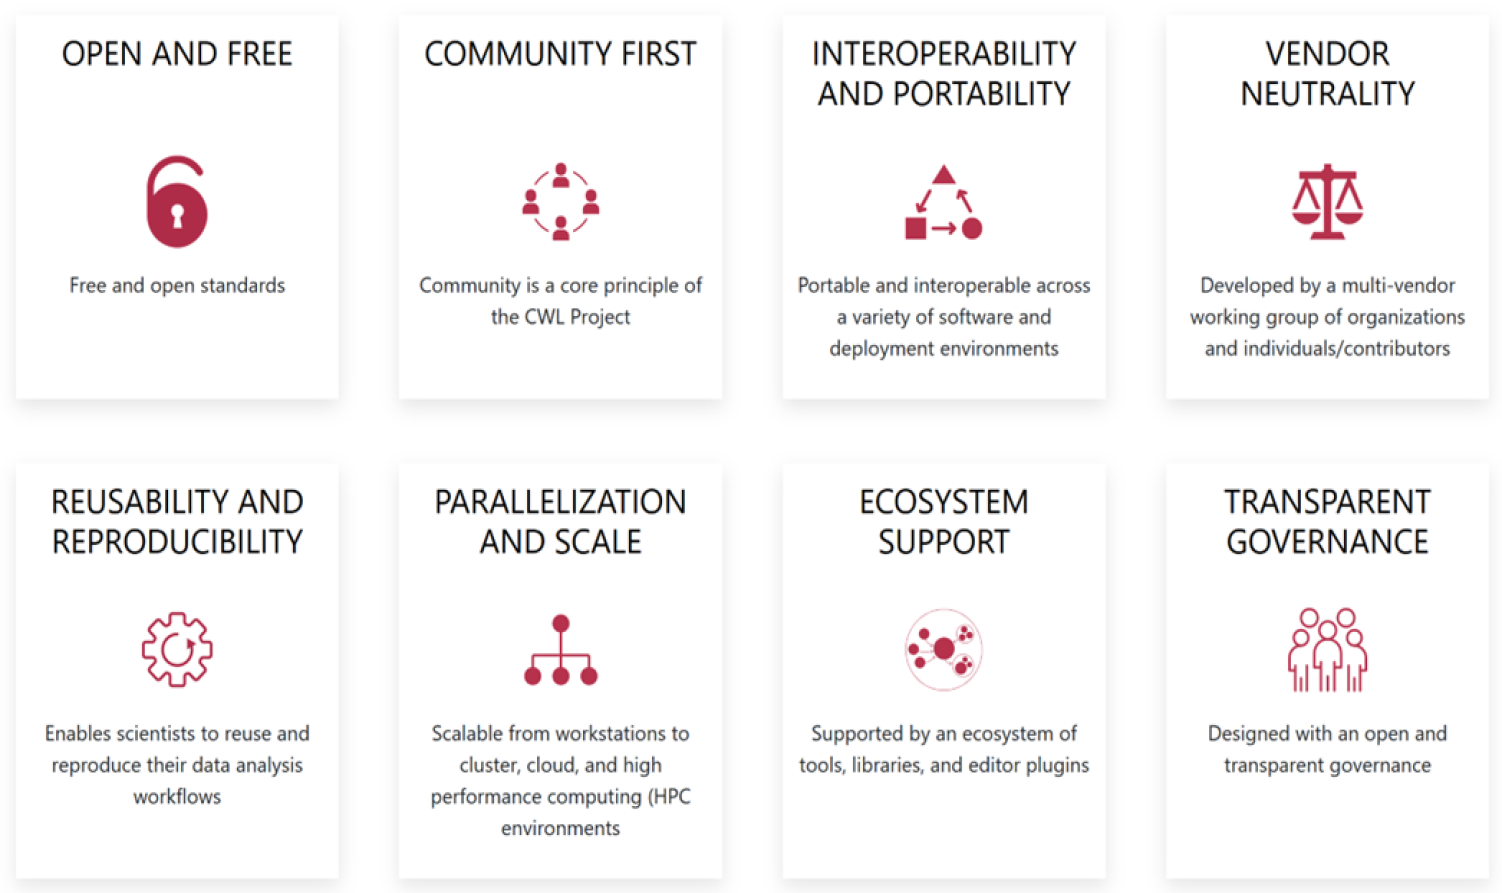 OPEN AND FREE
Free and open standards
COMMUNITY FIRST
Community is a core principle of
the CWL Project
INTEROPERABILITY
AND PORTABILITY
Portable and interoperable across
a variety of software and
deployment environments
VENDOR
NEUTRALITY
Developed by a multi-vendor
working group of organizations
and individuals/contributors
REUSABILITY AND
REPRODUCIBILITY
Enables scientists to reuse and
reproduce their data analysis
workflows
PARALLELIZATION
AND SCALE
Scalable from workstations to
cluster, cloud, and high
performance computing (HPC
environments
ECOSYSTEM
SUPPORT
Supported by an ecosystem of
tools, libraries, and editor plugins
TRANSPARENT
GOVERNANCE
Designed with an open and
transparent governance